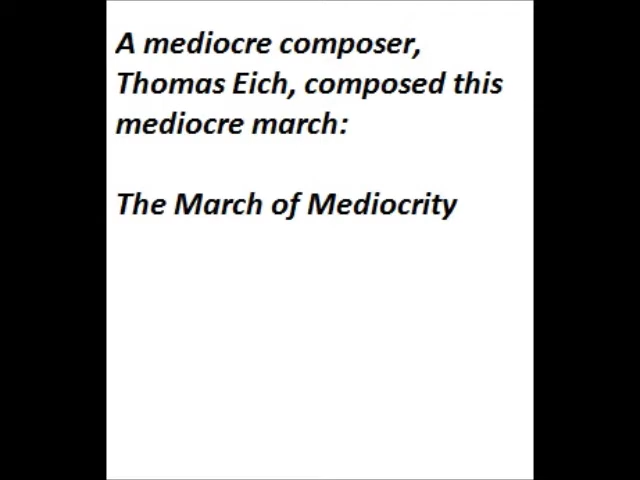 A mediocre composer,
Thomas Eich, composed this
mediocre march:
The March of Mediocrity